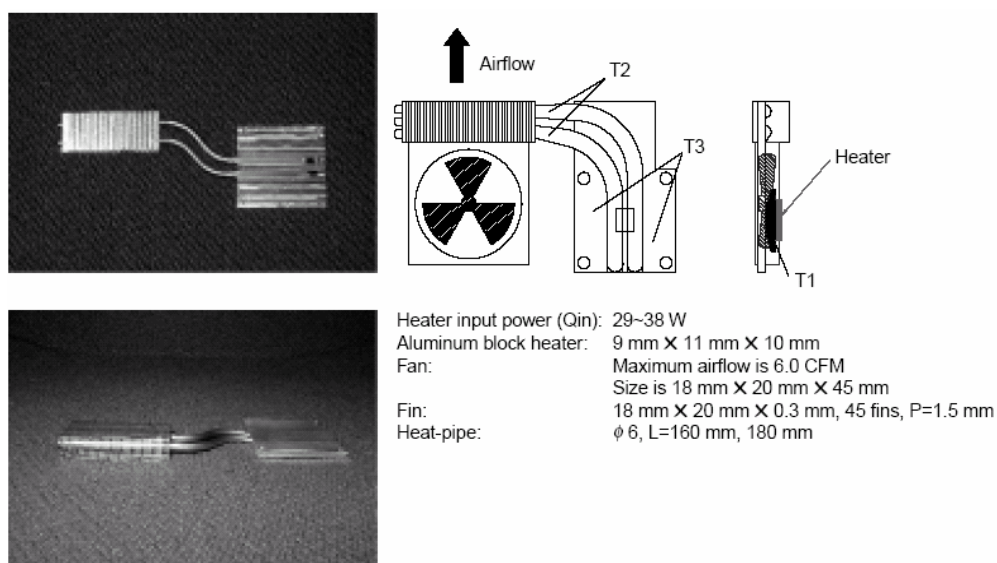 Airflow
T2
T3
Heater
T1
Heater input power (Qin): 29~38 W
Aluminum block heater: 9 mm X 11 mm X 10 mm
Fan: Maximum airflow is 6.0 CFM
Size is 18 mm X 20 mm X 45 mm
Fin: 18 mm X 20 mm X 0.3 mm, 45 fins, P=1.5 mm
Heat-pipe: ϕ 6, L=160 mm, 180 mm